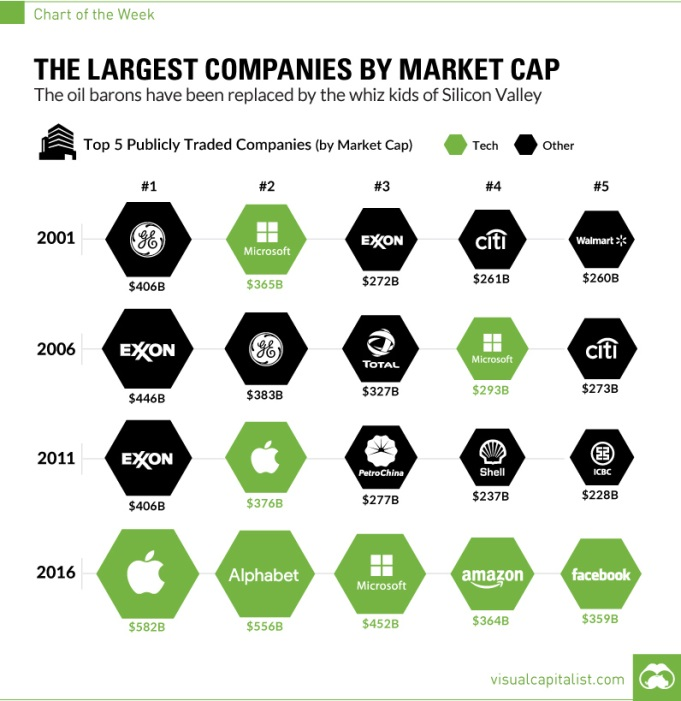 Chart of the Week
THE LARGEST COMPANIES BY MARKET CAP
The oil barons have been replaced by the whiz kids of Silicon Valley
Top 5 Publicly Traded Companies (by Market Cap) Tech Other
#1 #2 #3 #4 #5
2001 GE Microsoft EXXON citi Walmart
$406B $365B $272B $261B $260B
2006 EXXON GE TOTAL Microsoft citi
$446B $383B $327B $293B $273B
2011 EXXON PetroChina Shell ICBC
$406B $376B $277B $237B $228B
2016 Alphabet Microsoft amazon facebook
$582B $556B $452B $364B $359B
visualcapitalist.com